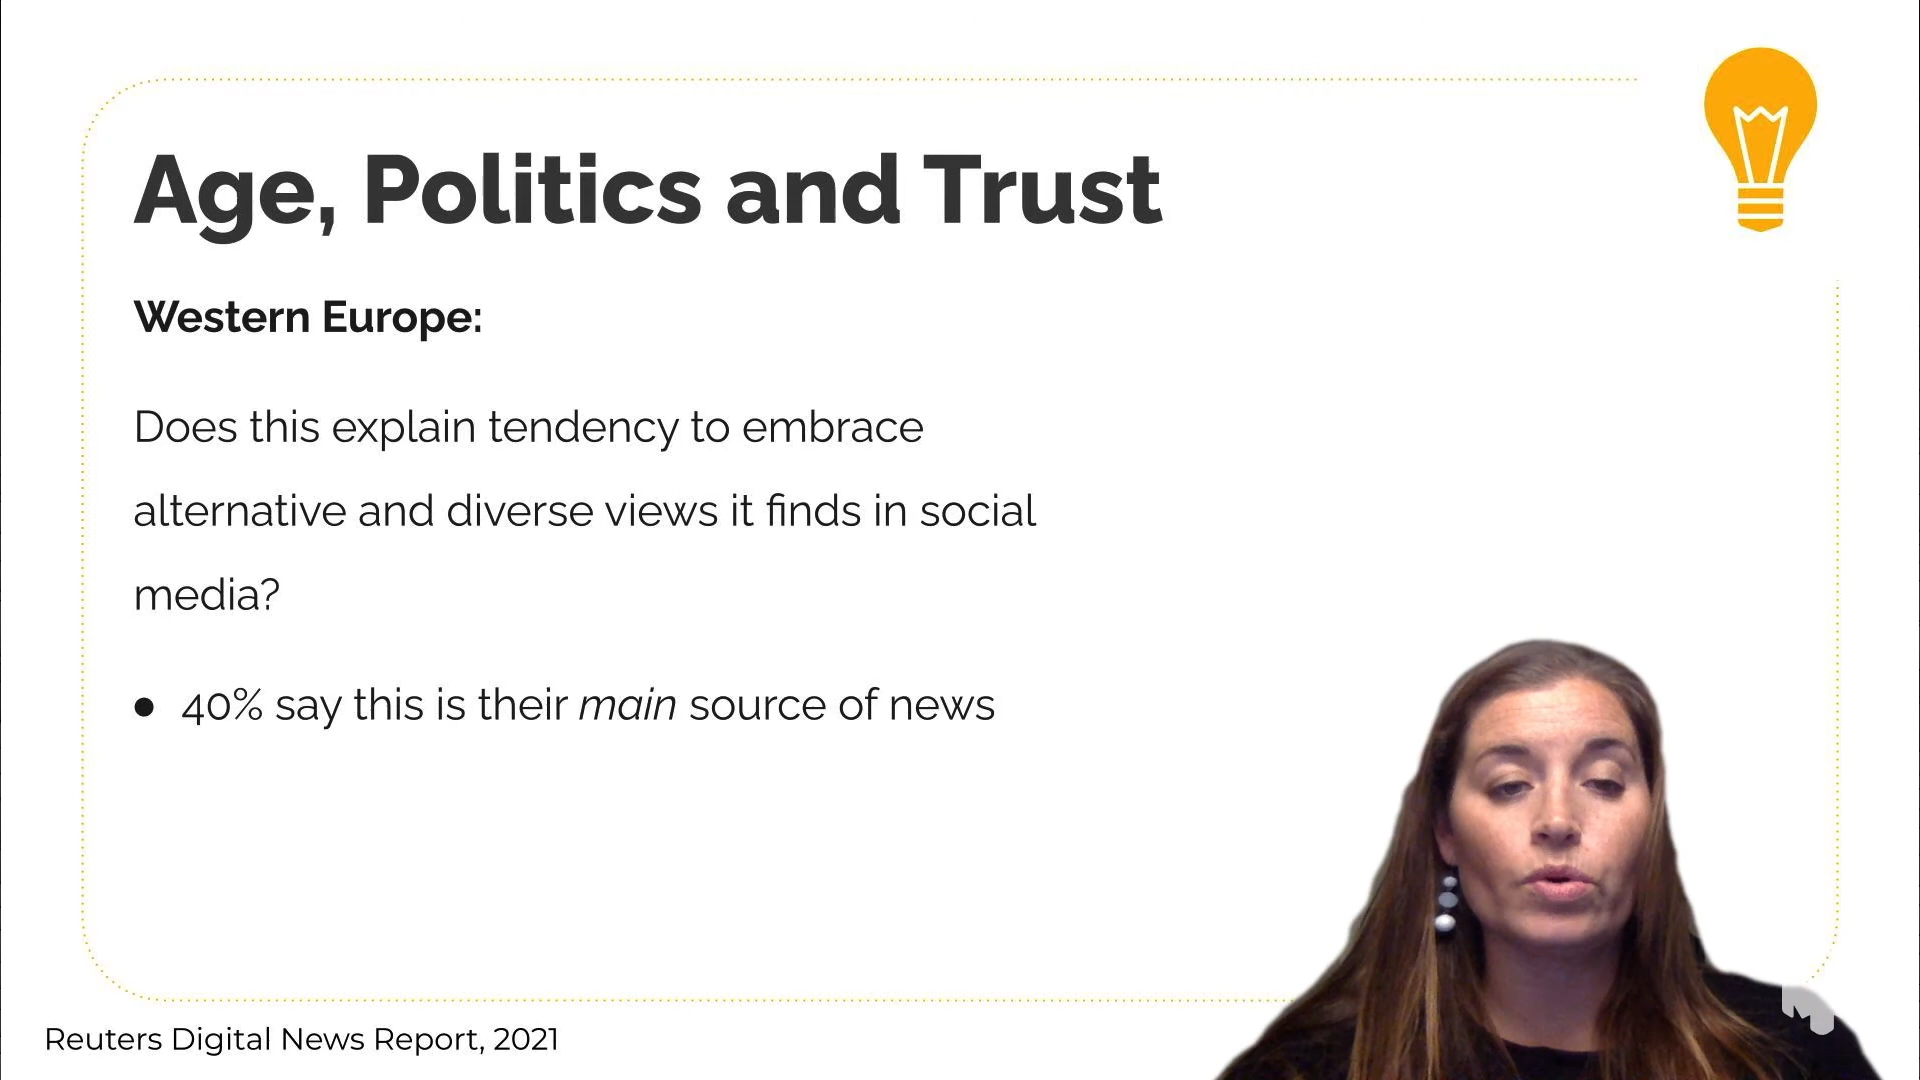 Age, Politics and Trust
Western Europe:
Does this explain tendency to embrace
alternative and diverse views it finds in social
media?
● 40% say this is their main source of news
Reuters Digital News Report, 2021